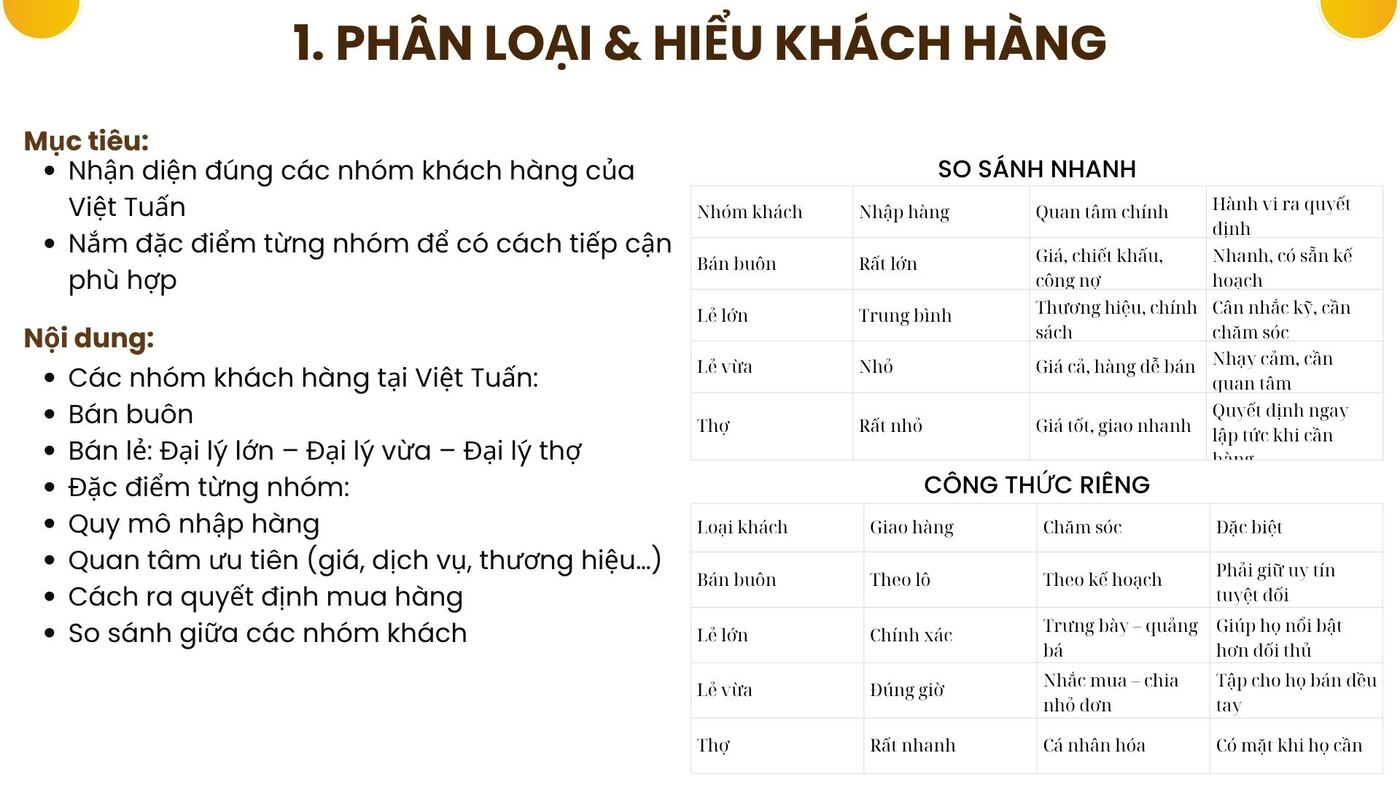 1. PHÂN LOẠI & HIỂU KHÁCH HÀNG
Mục tiêu:
• Nhận diện đúng các nhóm khách hàng của
Việt Tuấn
• Nắm đặc điểm từng nhóm để có cách tiếp cận
phù hợp
Nội dung:
• Các nhóm khách hàng tại Việt Tuấn:
• Bán buôn
• Bán lẻ: Đại lý lớn – Đại lý vừa – Đại lý thợ
• Đặc điểm từng nhóm:
• Quy mô nhập hàng
• Quan tâm ưu tiên (giá, dịch vụ, thương hiệu…)
• Cách ra quyết định mua hàng
• So sánh giữa các nhóm khách
SO SÁNH NHANH
Nhóm khách
Nhập hàng
Quan tâm chính
Hành vi ra quyết
định
Bán buôn
Rất lớn
Giá, chiết khấu,
công nợ
Nhanh, có sẵn kế
hoạch
Lẻ lớn
Trung bình
Thương hiệu, chính
sách
Cân nhắc kỹ, cần
chăm sóc
Lẻ vừa
Nhỏ
Giá cả, hàng dễ bán
Nhạy cảm, cần
quan tâm
Thợ
Rất nhỏ
Giá tốt, giao nhanh
Quyết định ngay
lập tức khi cần
hàng
CÔNG THỨC RIÊNG
Loại khách
Giao hàng
Chăm sóc
Đặc biệt
Bán buôn
Theo lô
Theo kế hoạch
Phải giữ uy tín
tuyệt đối
Lẻ lớn
Chính xác
Trưng bày – quảng
bá
Giúp họ nổi bật
hơn đối thủ
Lẻ vừa
Đúng giờ
Nhắc mua – chia
nhỏ đơn
Tập cho họ bán đều
tay
Thợ
Rất nhanh
Cá nhân hóa
Có mặt khi họ cần